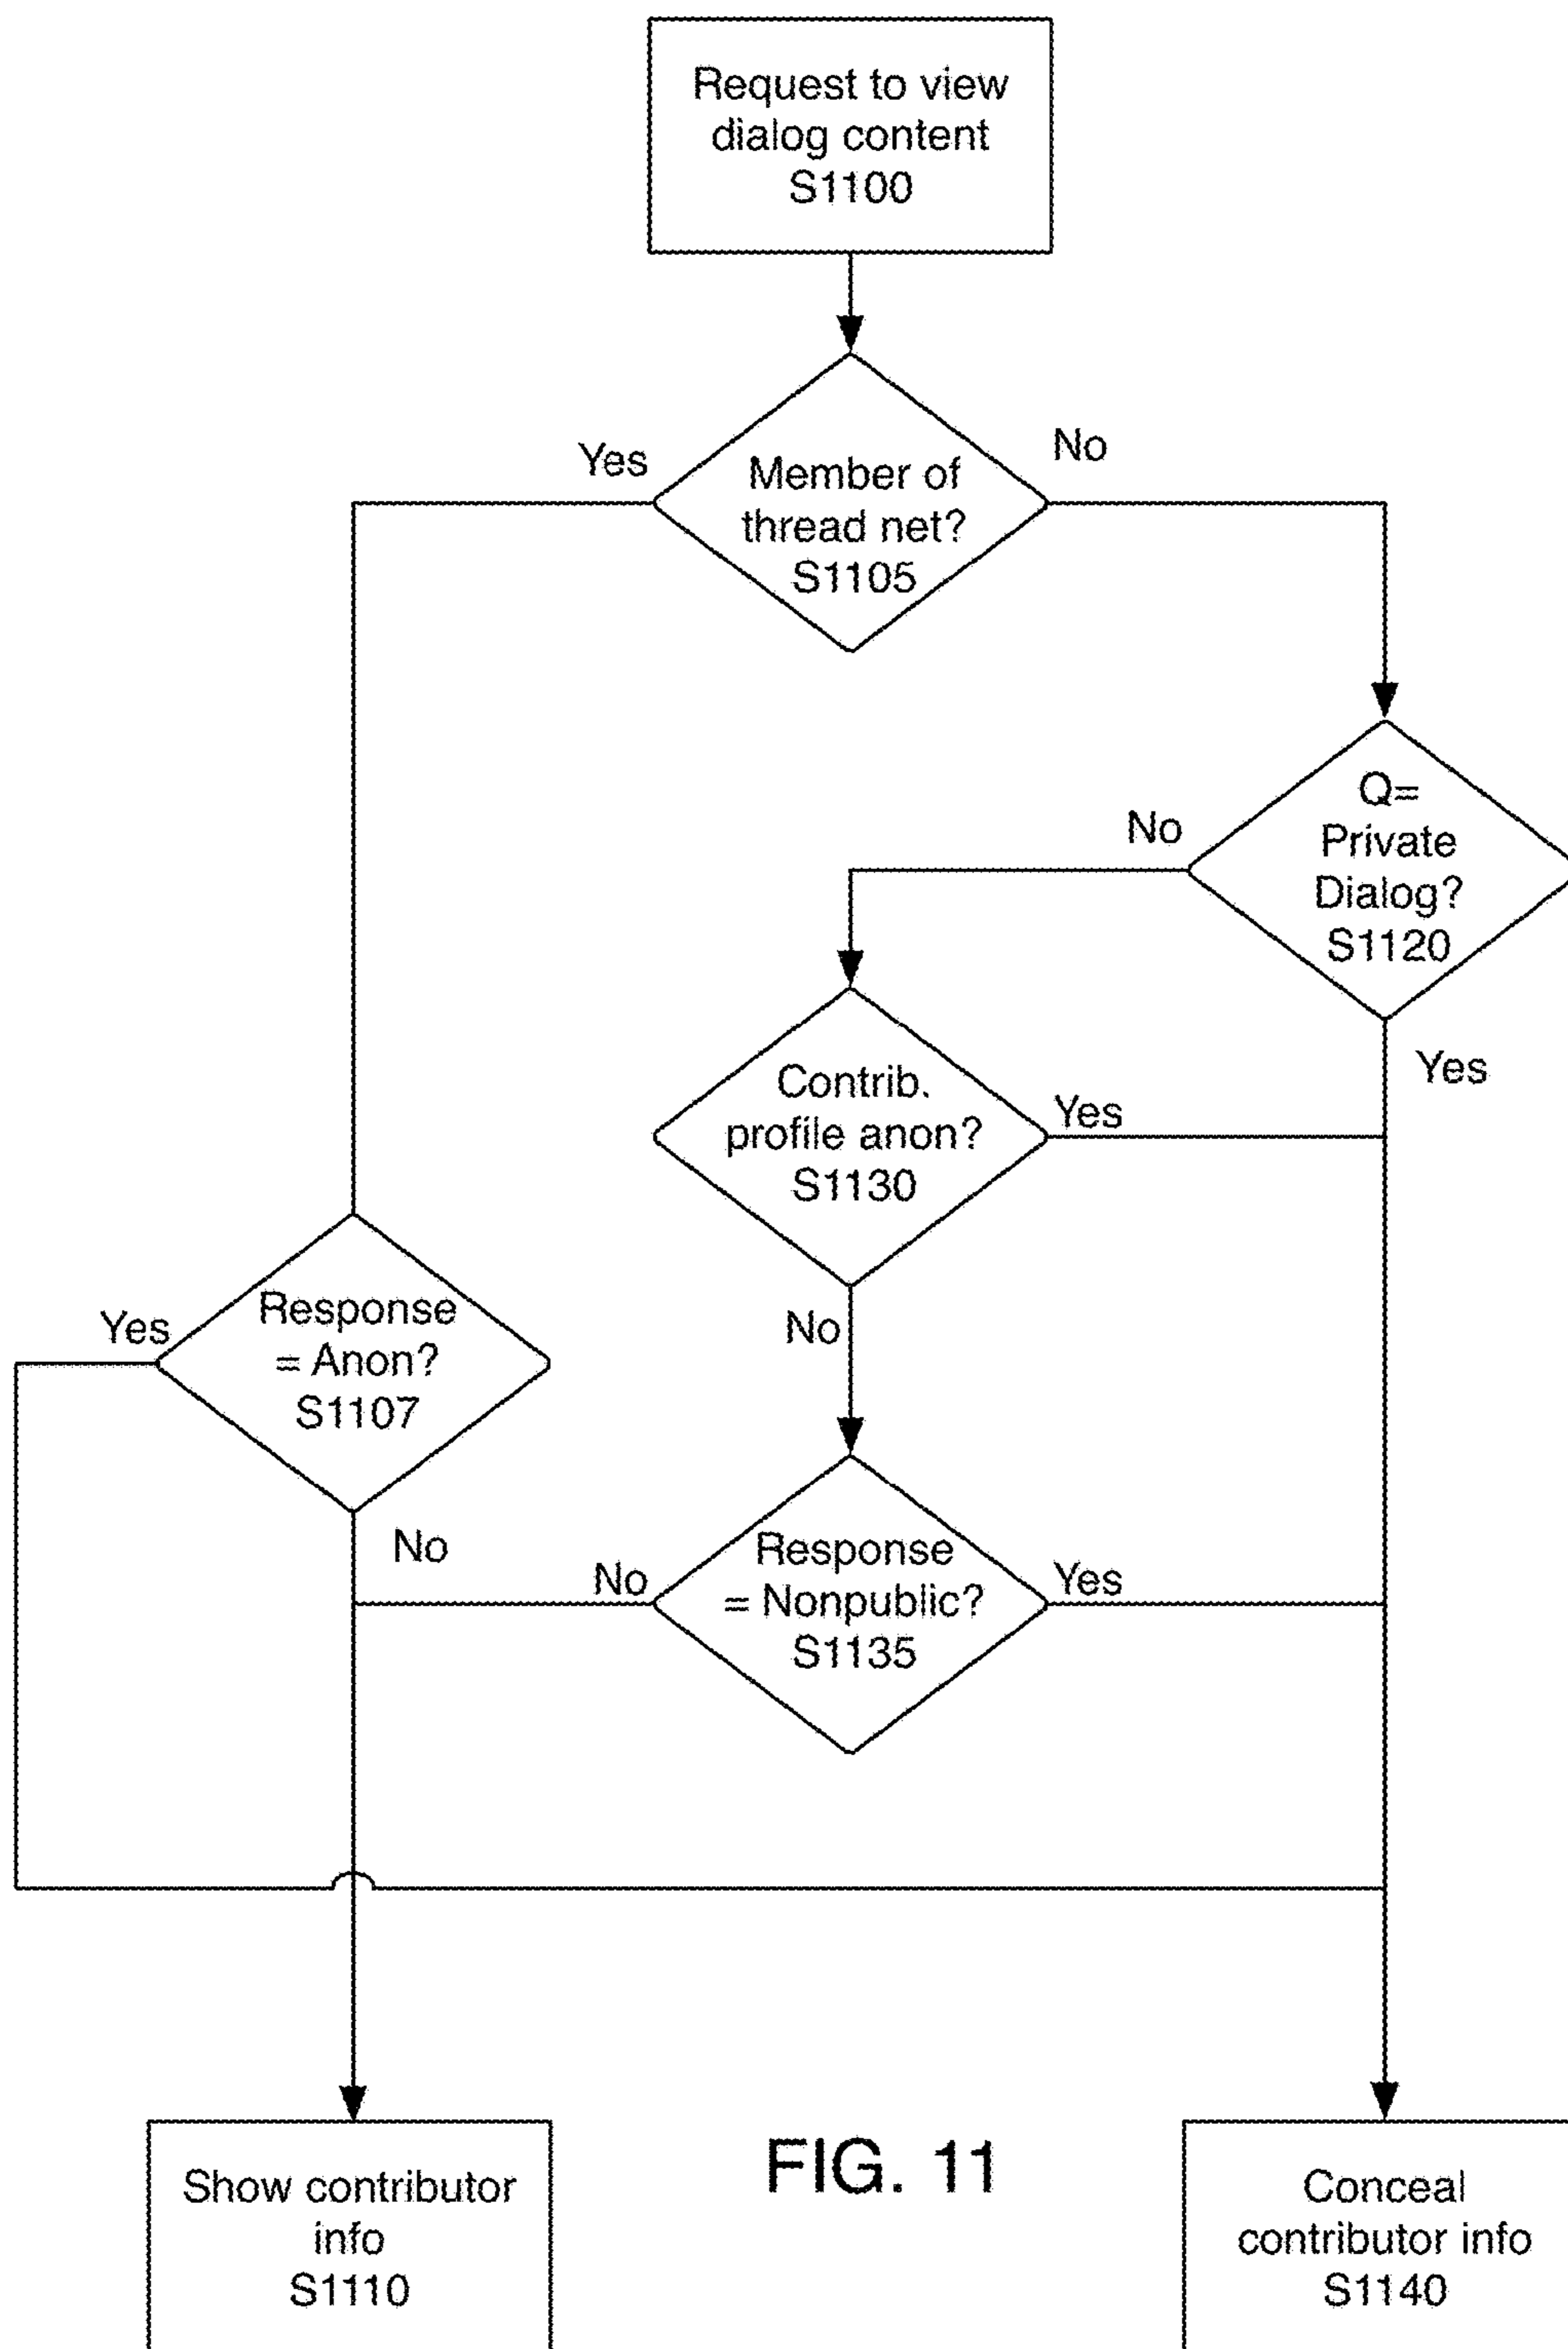 Request to view
dialog content
S1100
Yes
No
Member of
thread net?
S1105
Q=
Private
Dialog?
S1120
No
Yes
Contrib.
profile anon?
S1130
Yes
No
Response
= Anon?
S1107
Yes
No
Response
= Nonpublic?
S1135
No
Yes
Show contributor
info
S1110
FIG. 11
Conceal
contributor info
S1140